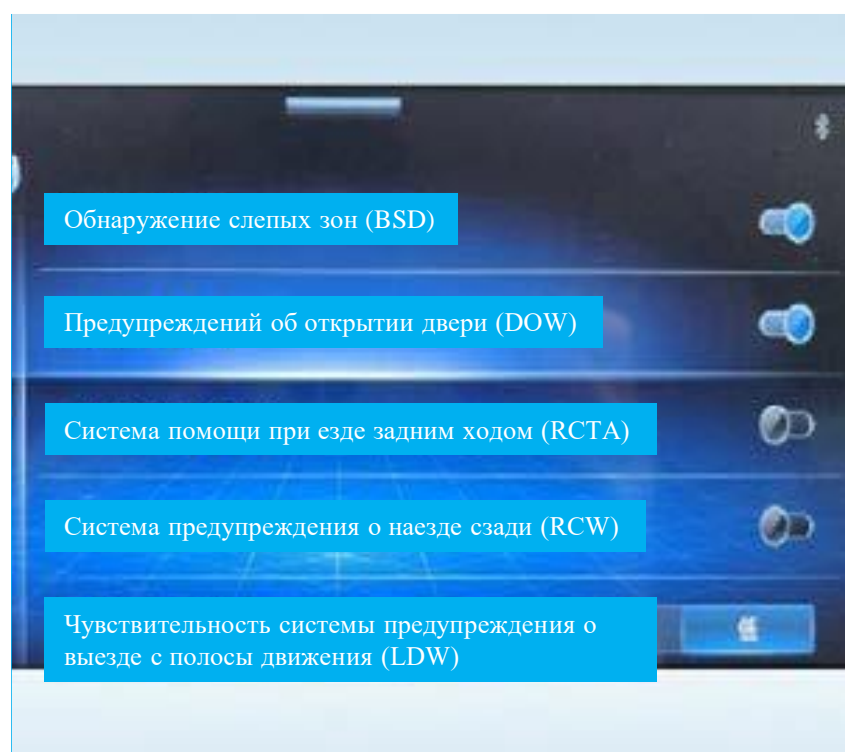 Обнаружение слепых зон (BSD)
Предупреждений об открытии двери (DOW)
Система помощи при езде задним ходом (RCTA)
Система предупреждения о наезде сзади (RCW)
Чувствительность системы предупреждения о
выезде с полосы движения (LDW)